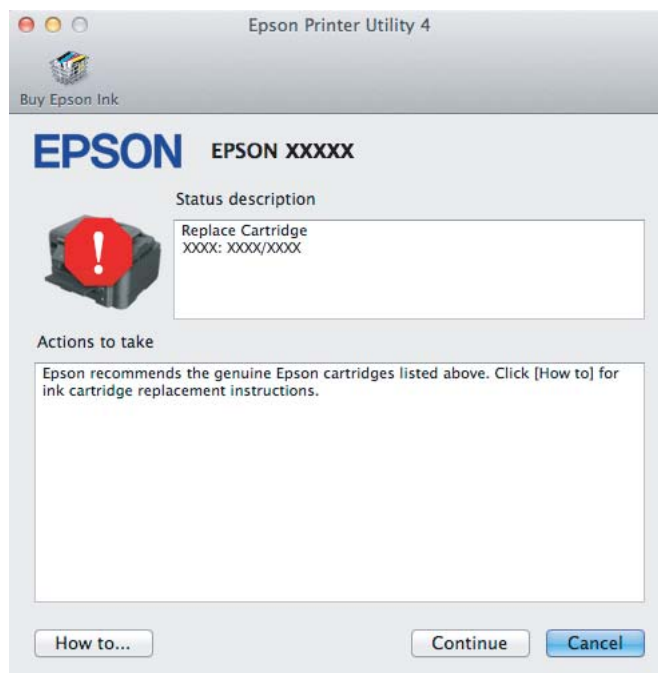 Epson Printer Utility 4
Buy Epson Ink
EPSON EPSON XXXXX
Status description
Replace Cartridge
XXXX: XXXX/XXXX
Actions to take
Epson recommends the genuine Epson cartridges listed above. Click [How to] for
ink cartridge replacement instructions.
How to... Continue Cancel